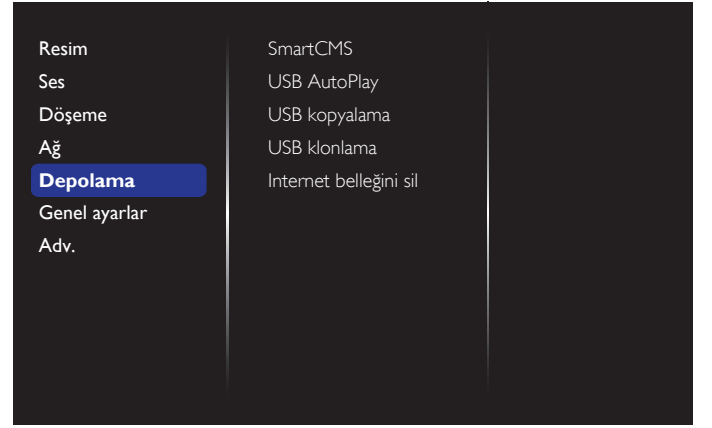 Resim
Ses
Döşeme
Ağ
Depolama
Genel ayarlar
Adv.
SmartCMS
USB AutoPlay
USB kopyalama
USB klonlama
Internet belleğini sil